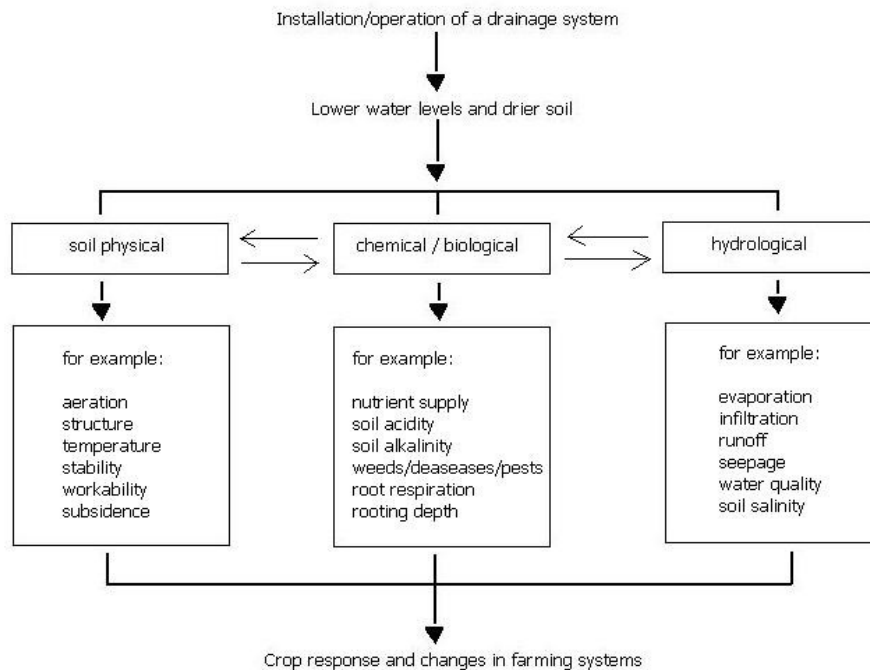 Installation/operation of a drainage system
Lower water levels and drier soil
soil physical
chemical / biological
hydrological
for example:
aeration
structure
temperature
stability
workability
subsidence
for example:
nutrient supply
soil acidity
soil alkalinity
weeds/deaseases/pests
root respiration
rooting depth
for example:
evaporation
infiltration
runoff
seepage
water quality
soil salinity
Crop response and changes in farming systems